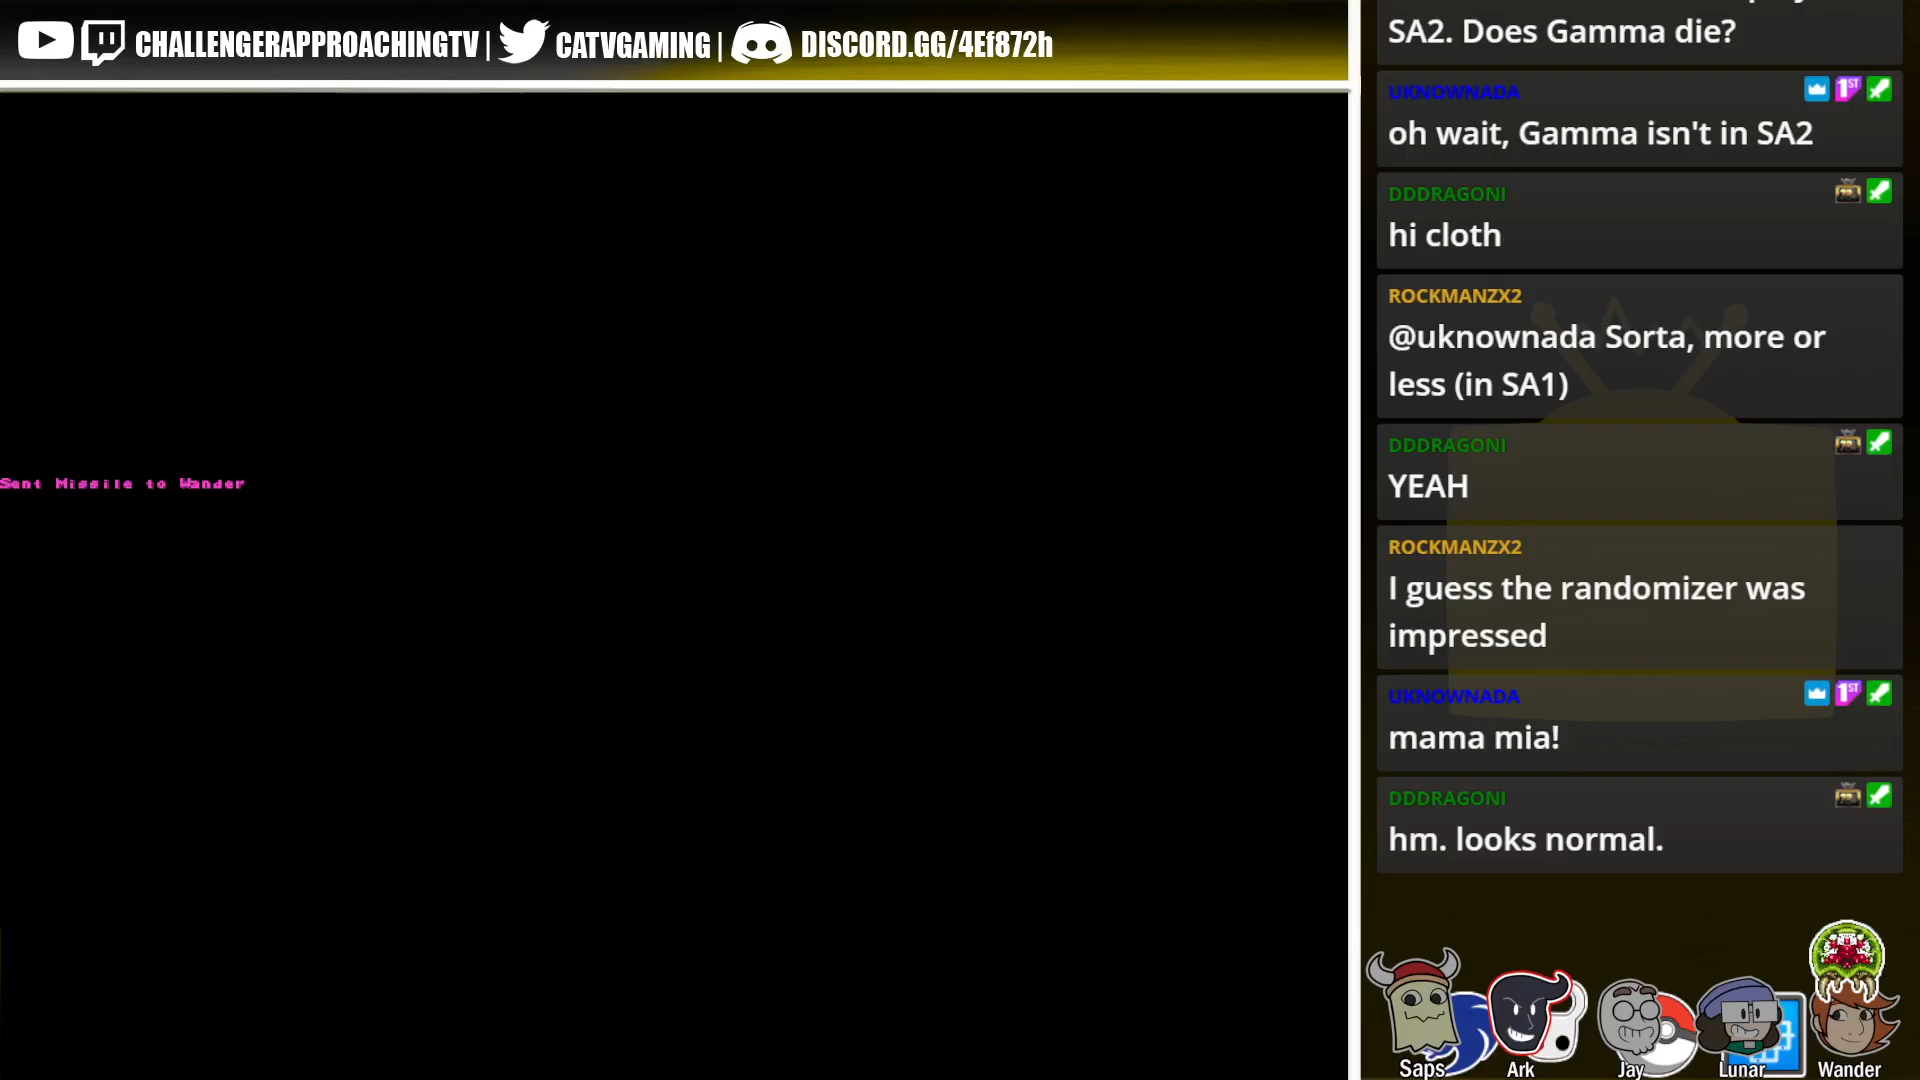 CHALLENGERAPPROACHINGTV | CATVGAMING | DISCORD.GG/4Ef872h
Sent Missile to Wander
SA2. Does Gamma die?
UKNOWNADA
1ST
oh wait, Gamma isn't in SA2
DDDRAGONI
hi cloth
ROCKMANZX2
@uknownada Sorta, more or
less (in SA1)
DDDRAGONI
YEAH
ROCKMANZX2
I guess the randomizer was
impressed
UKNOWNADA
1ST
mama mia!
DDDRAGONI
hm. looks normal.
Saps
Ark
Jay
Lunar
Wander